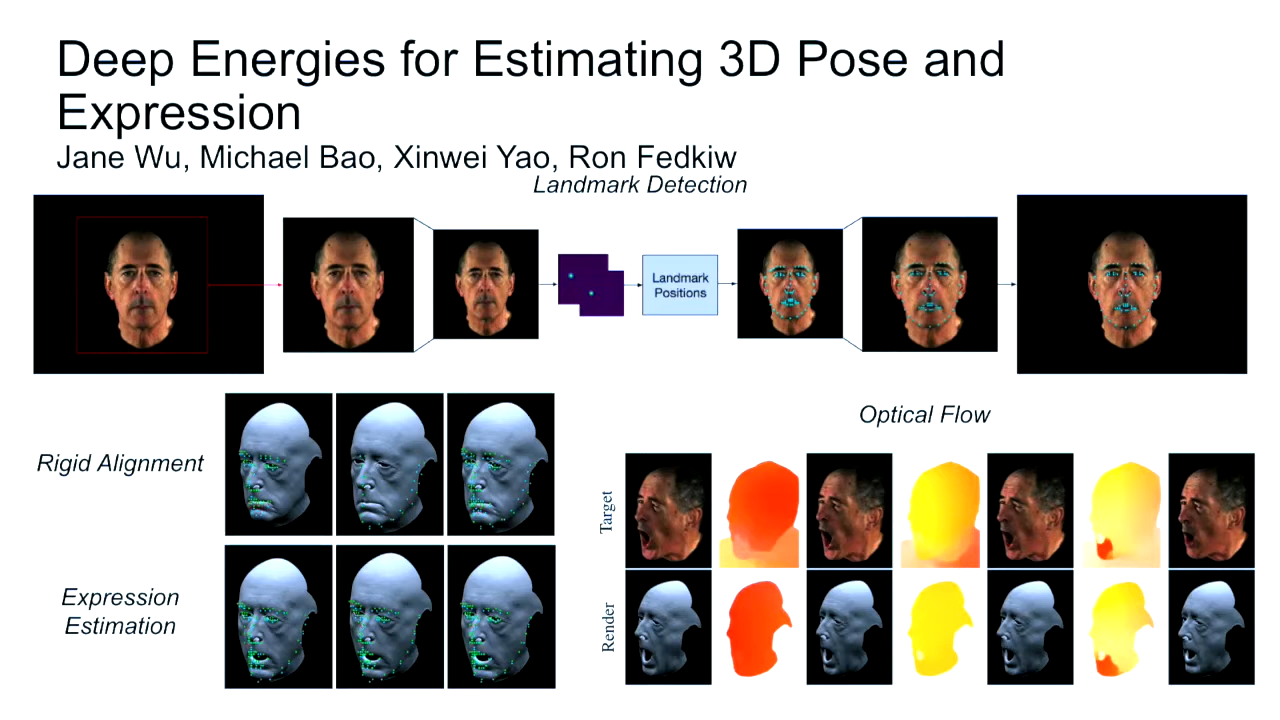 Deep Energies for Estimating 3D Pose and
Expression
Jane Wu, Michael Bao, Xinwei Yao, Ron Fedkiw
Landmark Detection
Landmark
Positions
Rigid Alignment
Expression
Estimation
Optical Flow
Target
Render